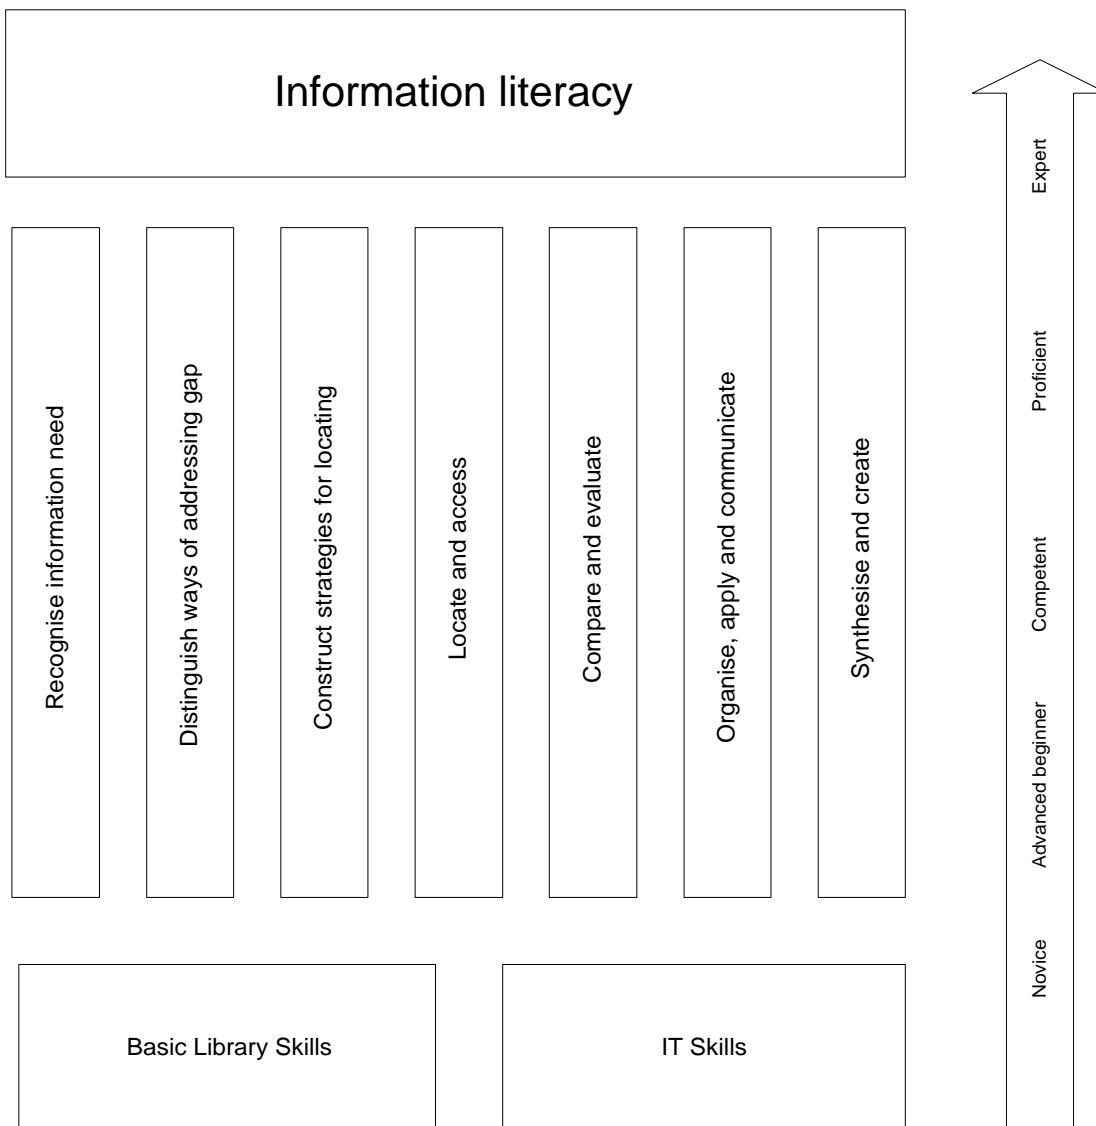 Information literacy
Recognise information need
Distinguish ways of addressing gap
Construct strategies for locating
Locate and access
Compare and evaluate
Organise, apply and communicate
Synthesise and create
Basic Library Skills
IT Skills
Expert
Proficient
Competent
Advanced beginner
Novice